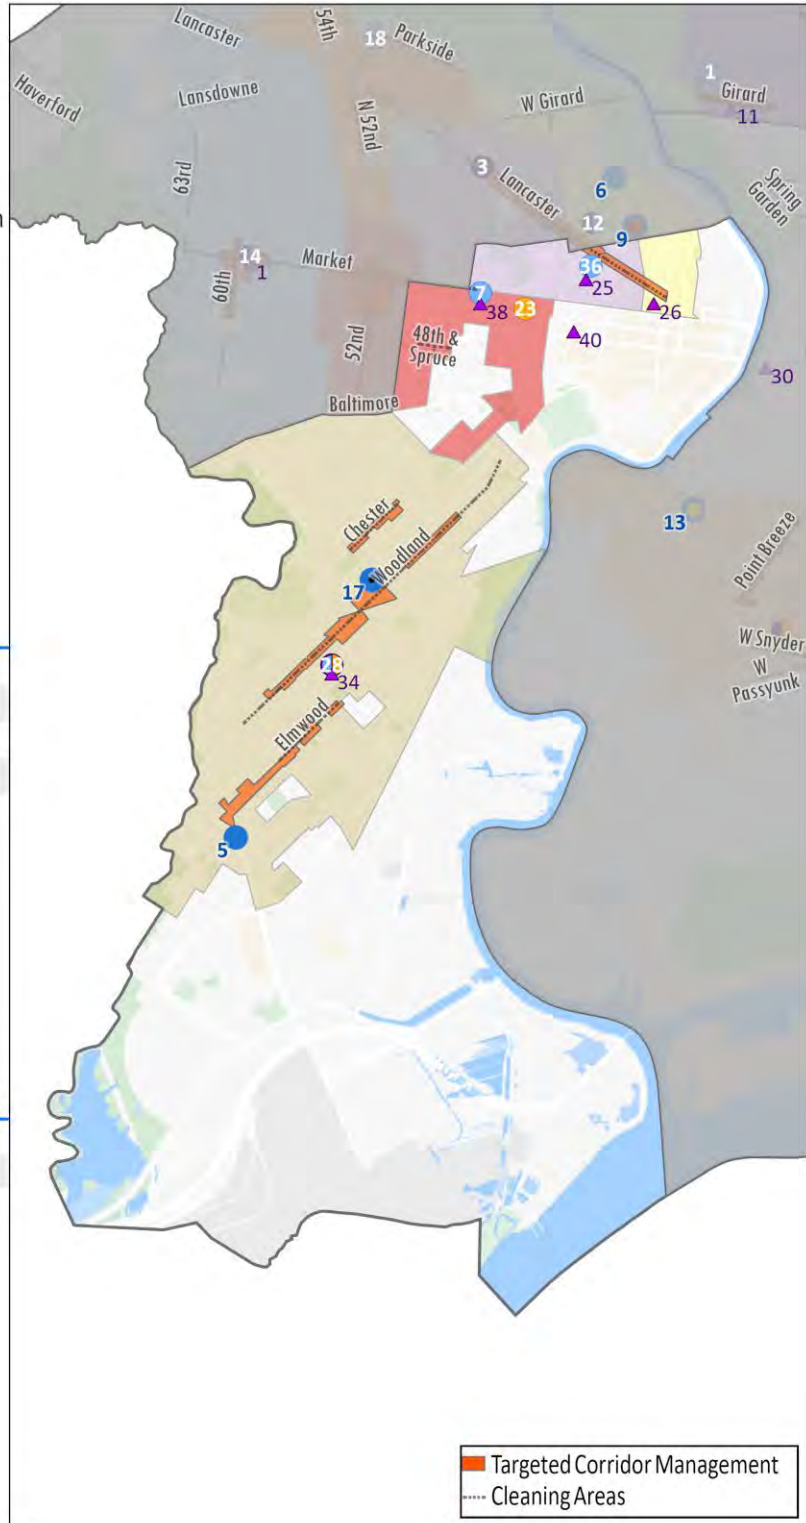 Lancaster
54th
18
Parkside
1
Haverford
Lansdowne
N 52nd
W Girard
Girard
11
63rd
3
Lancaster
6
Spring
Garden
12
9
14
1
Market
36
25
60th
7
38
23
26
52nd
48th &
Spruce
40
30
Baltimore
Chester
Woodland
13
17
Point Breeze
28
34
W Snyder
W
Passyunk
Elmwood
5
Targeted Corridor Management
Cleaning Areas